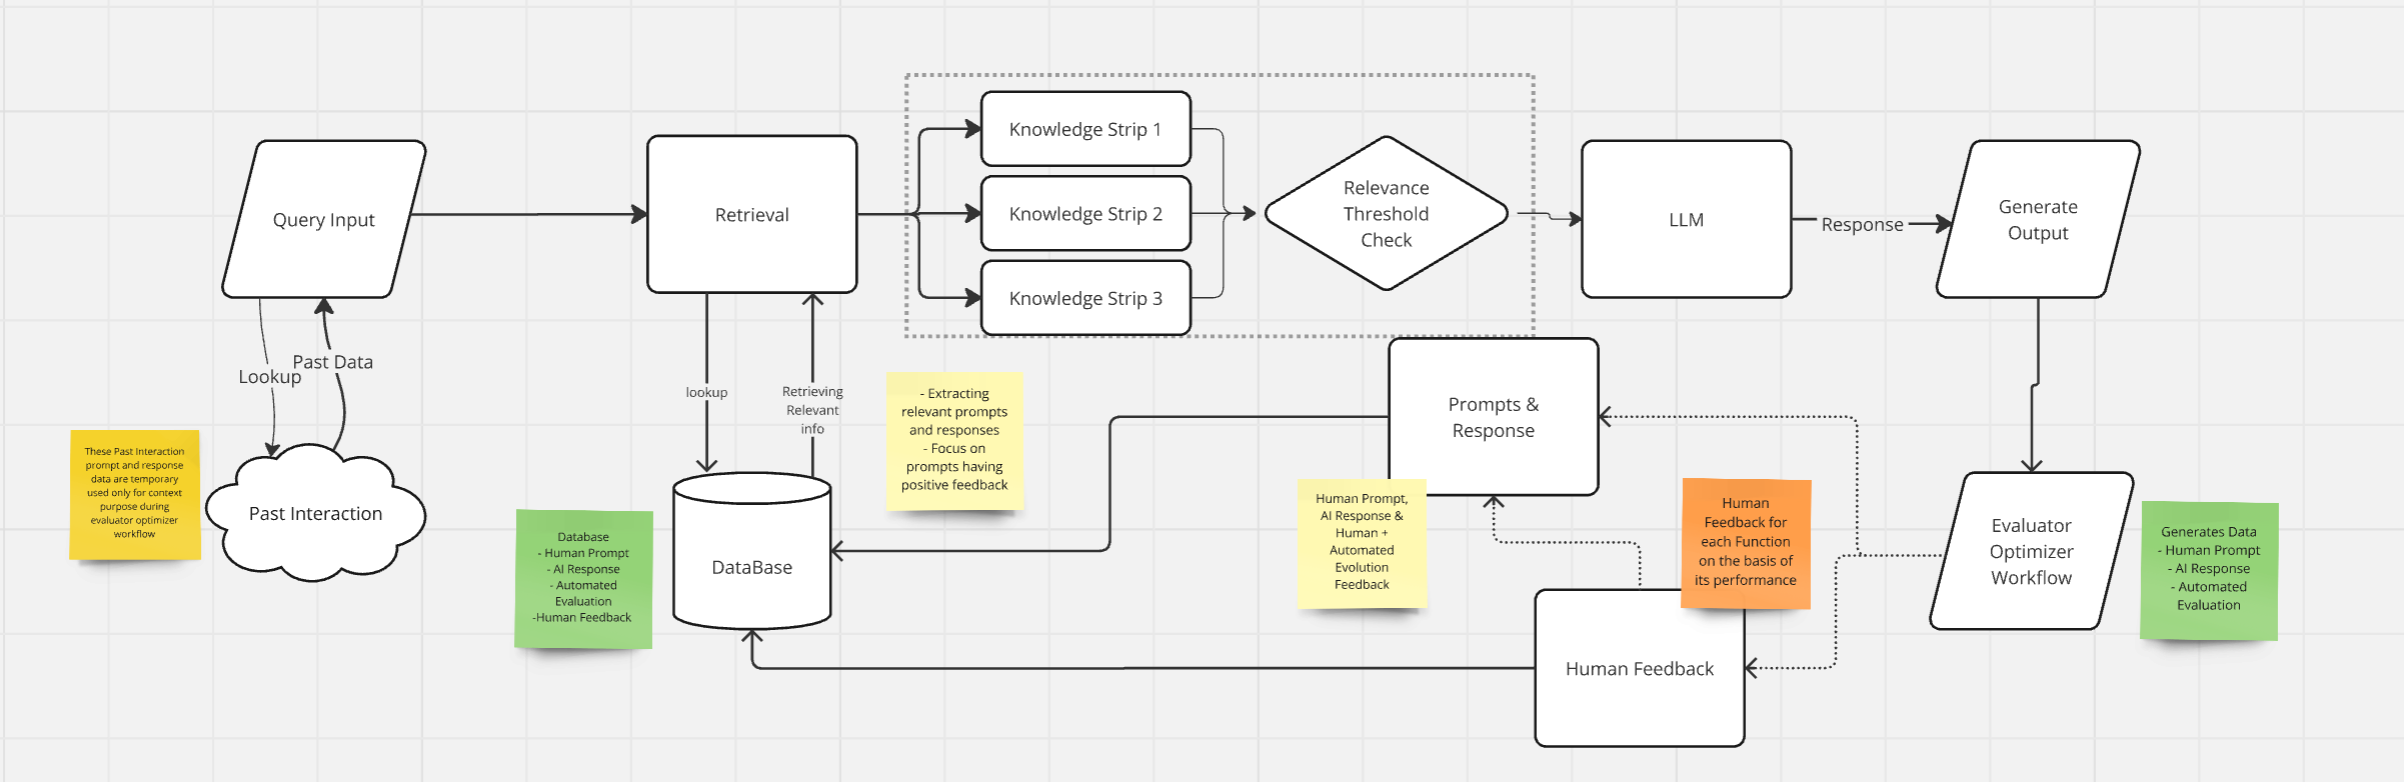 Query Input
Lookup
Past Data
These Past Interaction
prompt and response
data are temporary
used only for context
purpose during
evaluator optimizer
workflow
Past Interaction
Retrieval
lookup
Retrieving
Relevant
info
Database
- Human Prompt
- AI Response
- Automated
Evaluation
-Human Feedback
DataBase
- Extracting
relevant prompts
and responses
- Focus on
prompts having
positive feedback
Knowledge Strip 1
Knowledge Strip 2
Knowledge Strip 3
Relevance
Threshold
Check
LLM
Response
Generate
Output
Prompts &
Response
Human Prompt,
AI Response &
Human +
Automated
Evolution
Feedback
Human
Feedback for
each Function
on the basis of
its performance
Human Feedback
Evaluator
Optimizer
Workflow
Generates Data
- Human Prompt
- AI Response
- Automated
Evaluation